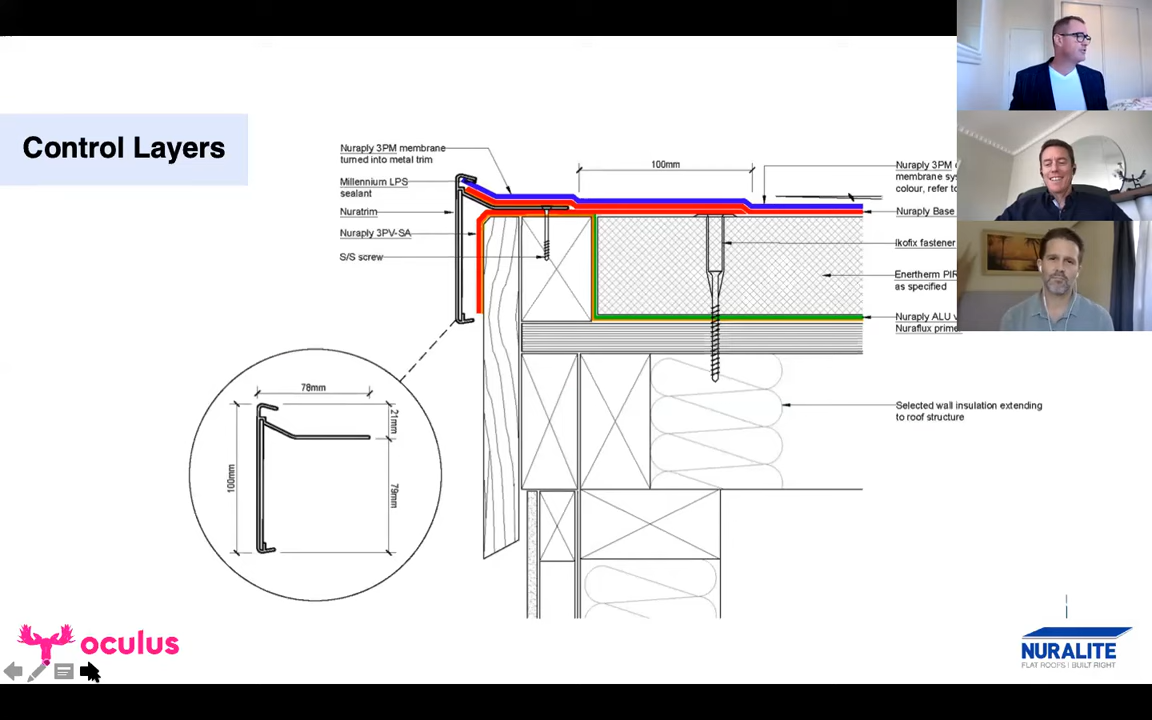 Control Layers
Nuraply 3PM membrane
turned into metal trim
Millennium LPS
sealant
Nuratrim
Nuraply 3PV-SA
S/S screw
100mm
Nuraply 3PM
membrane sys
colour, refer to
Nuraply Base
Ikofix fastener
Enertherm PIR
as specified
Nuraply ALU
Nuraflux prime
Selected wall insulation extending
to roof structure
78mm
21mm
100mm
79mm
oculus
NURALITE
FLAT ROOFS | BUILT RIGHT